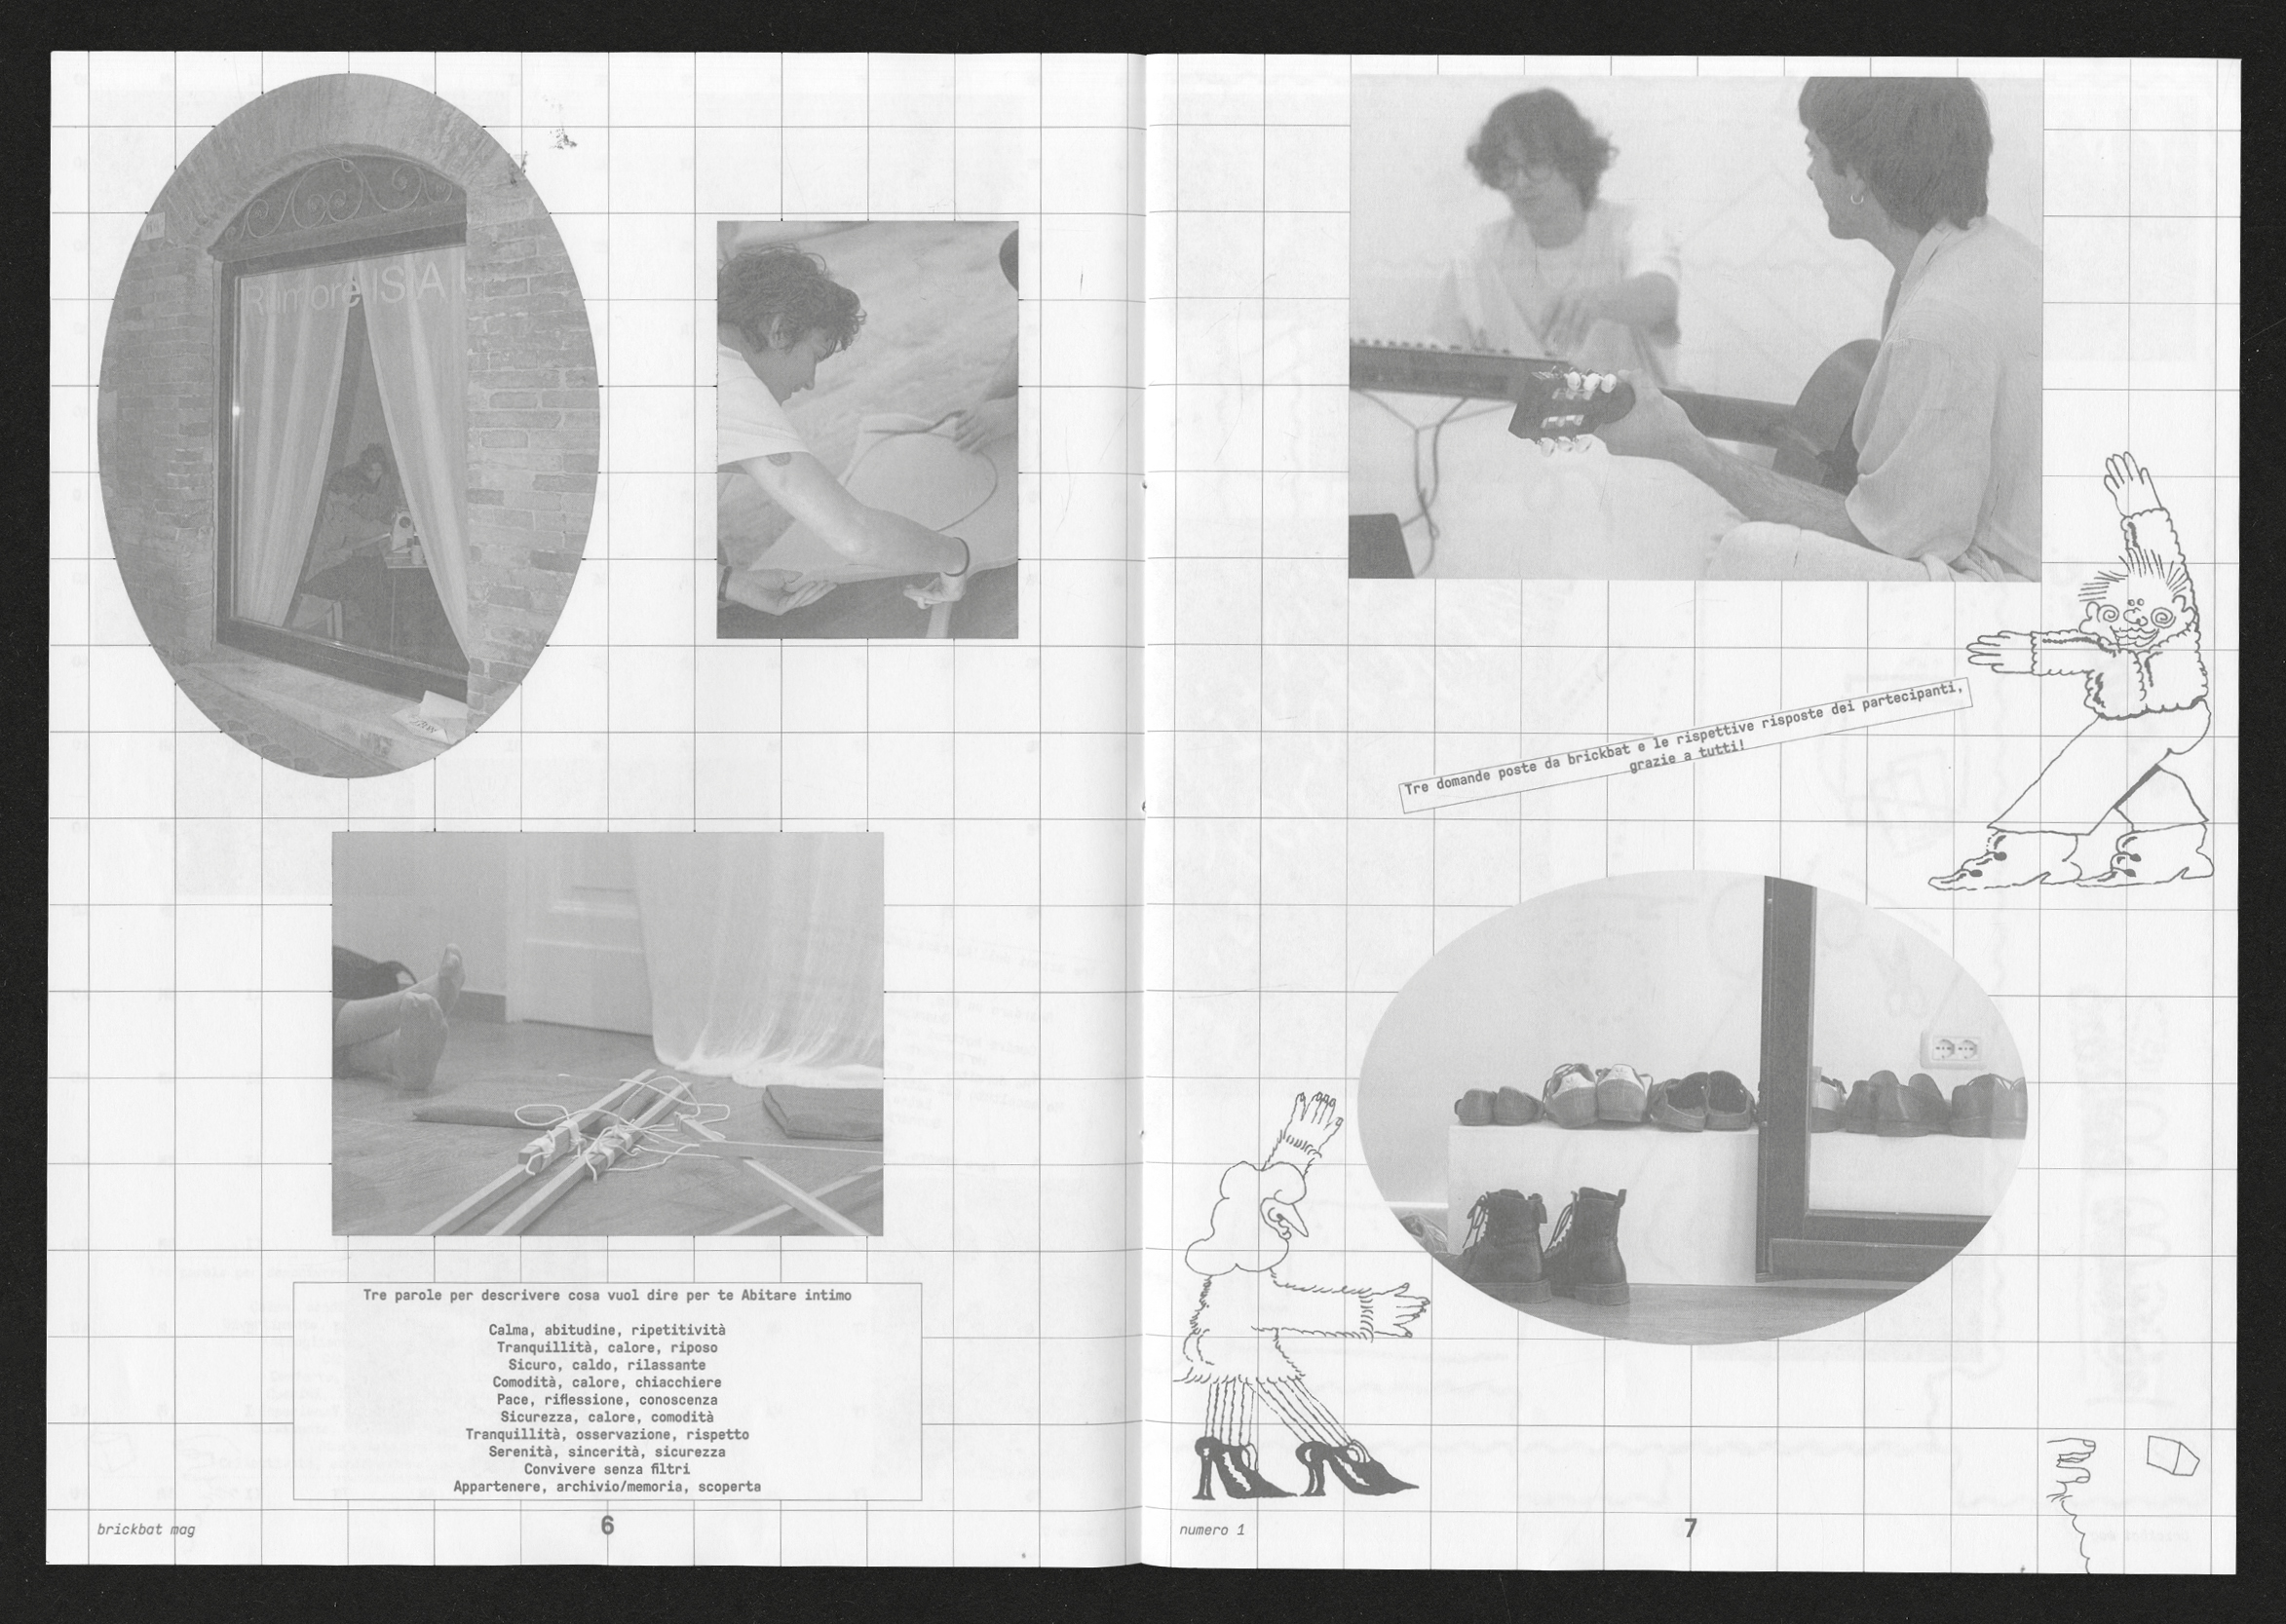 Rumore ISIA
Tre parole per descrivere cosa vuol dire per te Abitare intimo
Calma, abitudine, ripetitività
Tranquillità, calore, riposo
Sicuro, caldo, rilassante
Comodità, calore, chiacchiere
Pace, riflessione, conoscenza
Sicurezza, calore, comodità
Tranquillità, osservazione, rispetto
Serenità, sincerità, sicurezza
Convivere senza filtri
Appartenere, archivio/memoria, scoperta
brickbat mag
6
Tre domande poste da brickbat e le rispettive risposte dei partecipanti,
grazie a tutti!
numero 1
7